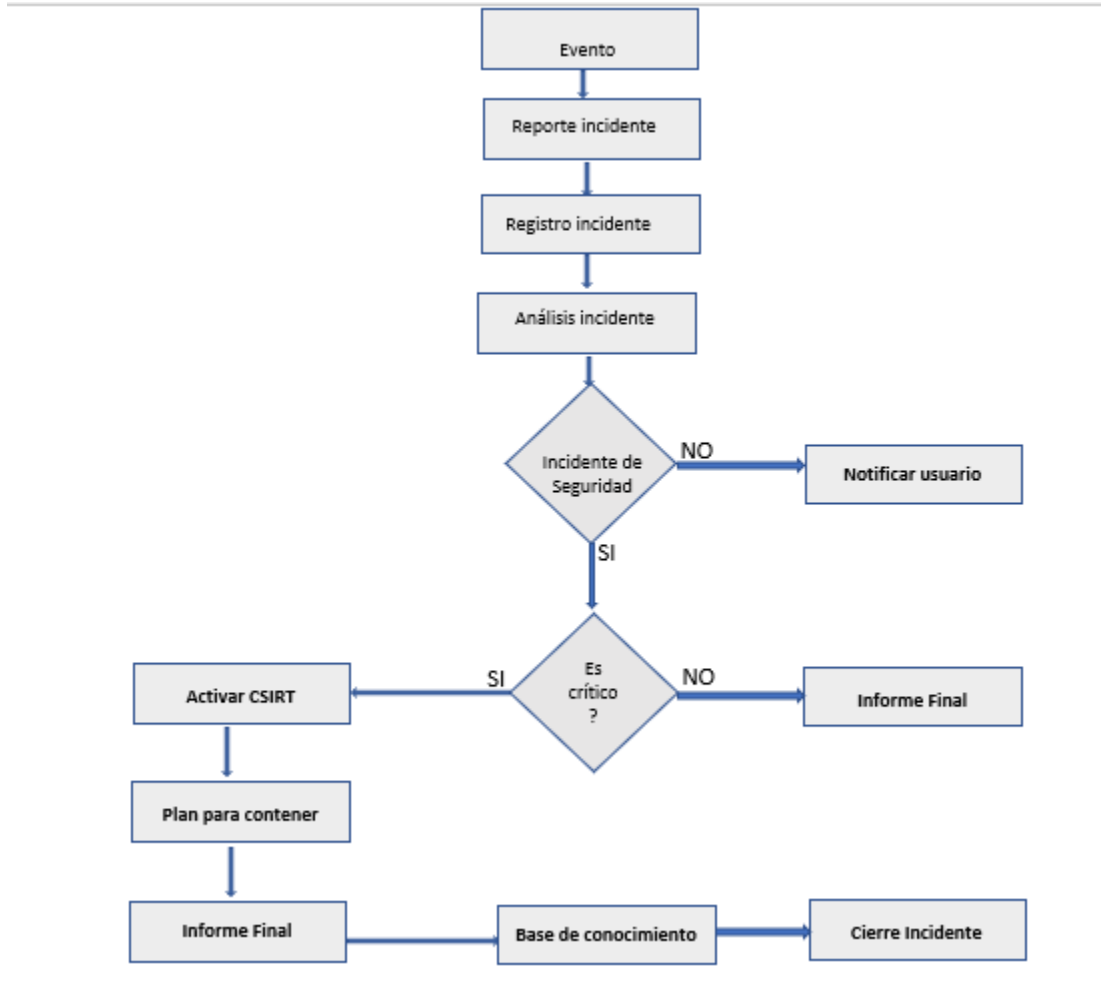 Evento
Reporte incidente
Registro incidente
Análisis incidente
Incidente de
Seguridad
NO
Notificar usuario
SI
Es
crítico
?
SI
NO
Activar CSIRT
Informe Final
Plan para contener
Informe Final
Base de conocimiento
Cierre Incidente